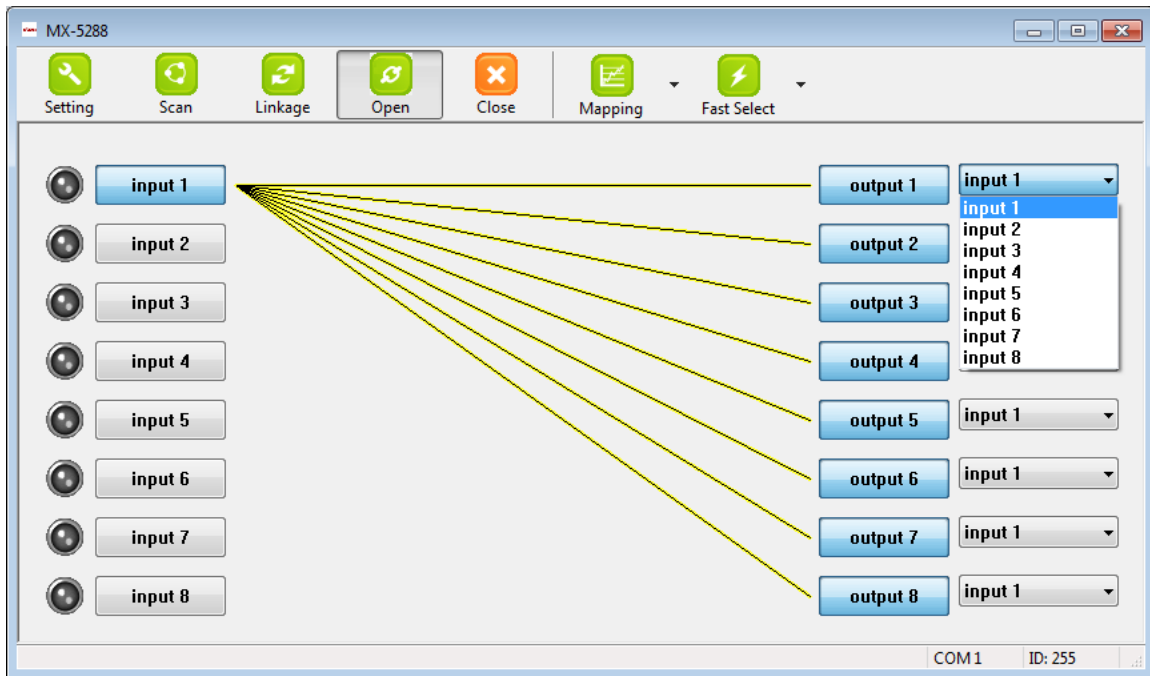 MX-5288
Setting Scan Linkage Open Close Mapping Fast Select
input 1 output 1 input 1
input 1
input 2
input 3
input 4
input 5
input 6
input 7
input 8
input 2 output 2
input 3 output 3
input 4 output 4
input 5 output 5 input 1
input 6 output 6 input 1
input 7 output 7 input 1
input 8 output 8 input 1
COM 1 ID: 255